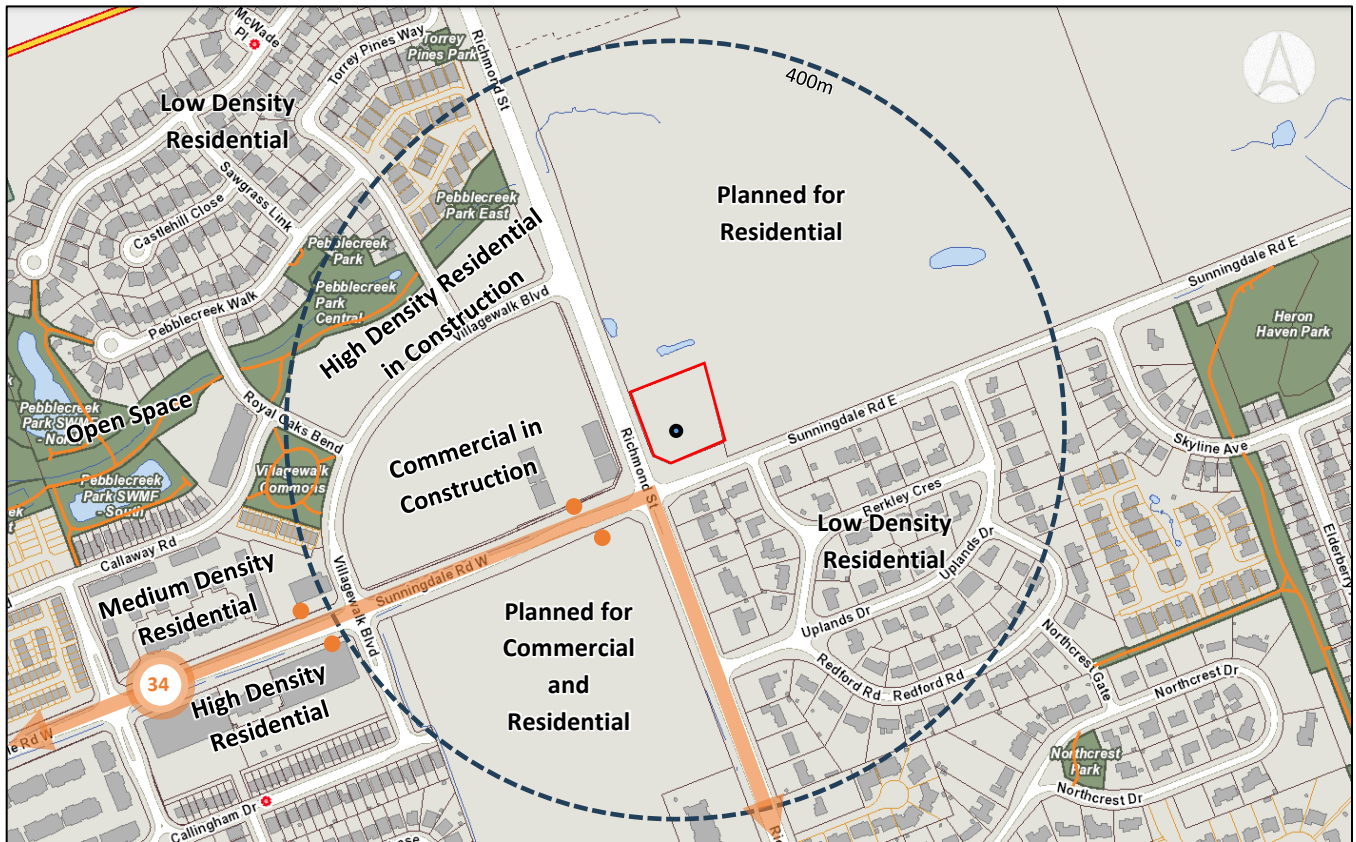 McWade
Pl
Torrey Pines Way
Torrey
Pines Park
Richmond St
400m
Low Density
Residential
Sawgrass Link
Castlehill Close
Pebblecreek
Park East
Planned for
Residential
Pebblecreek
Park
Pebblecreek
Park
Central
Pebblecreek Walk
High Density Residential
in Construction
Villagewalk Blvd
Sunningdale Rd E
Heron
Haven Park
Pebblecreek
Park SWMF
- North
Open Space
Royal Oaks Bend
Commercial in
Construction
Richmond St
Sunningdale Rd E
Skyline Ave
Pebblecreek
Park SWMF
- South
Villagewalk
Commons
Berkley Cres
Low Density
Residential
Uplands Dr
Elderberry
Callaway Rd
Medium Density
Residential
Villagewalk Blvd
Sunningdale Rd W
Planned for
Commercial
and
Residential
Uplands Dr
Redford Rd
Redford Rd
Northcrest Gate
Northcrest Dr
34
High Density
Residential
le Rd W
Northcrest
Park
Northcrest Dr
Callingham Dr